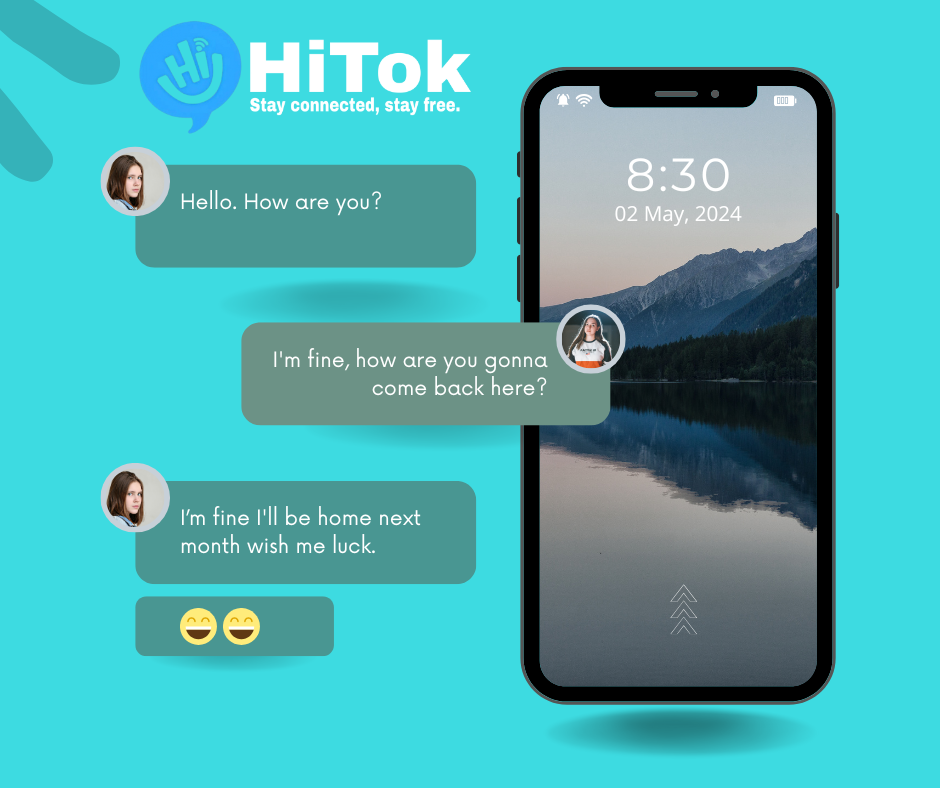 Hi
HiTok
Stay connected, stay free.
8:30
02 May, 2024
Hello. How are you?
I'm fine, how are you gonna
come back here?
I’m fine I'll be home next
month wish me luck.